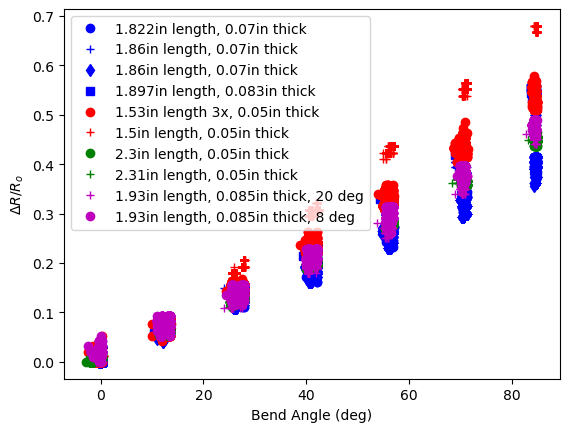 0.7
0.6
0.5
0.4
0.3
0.2
0.1
0.0
ΔR/Rₒ
1.822in length, 0.07in thick
1.86in length, 0.07in thick
1.86in length, 0.07in thick
1.897in length, 0.083in thick
1.53in length 3x, 0.05in thick
1.5in length, 0.05in thick
2.3in length, 0.05in thick
2.31in length, 0.05in thick
1.93in length, 0.085in thick, 20 deg
1.93in length, 0.085in thick, 8 deg
0 20 40 60 80
Bend Angle (deg)